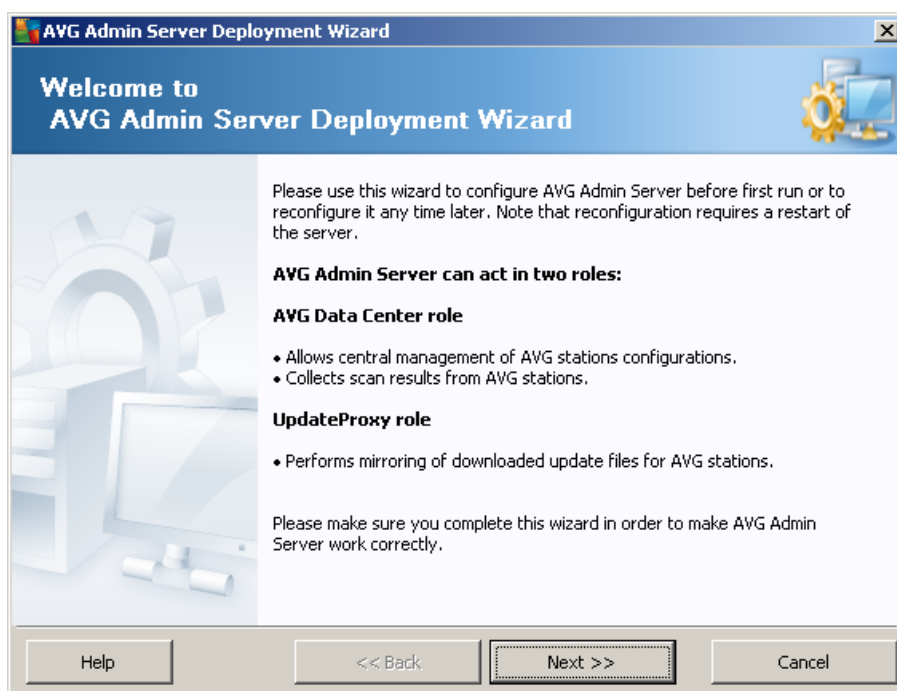 AVG Admin Server Deployment Wizard
Welcome to
AVG Admin Server Deployment Wizard
Please use this wizard to configure AVG Admin Server before first run or to
reconfigure it any time later. Note that reconfiguration requires a restart of
the server.
AVG Admin Server can act in two roles:
AVG Data Center role
• Allows central management of AVG stations configurations.
• Collects scan results from AVG stations.
UpdateProxy role
• Performs mirroring of downloaded update files for AVG stations.
Please make sure you complete this wizard in order to make AVG Admin
Server work correctly.
Help
<< Back
Next >>
Cancel